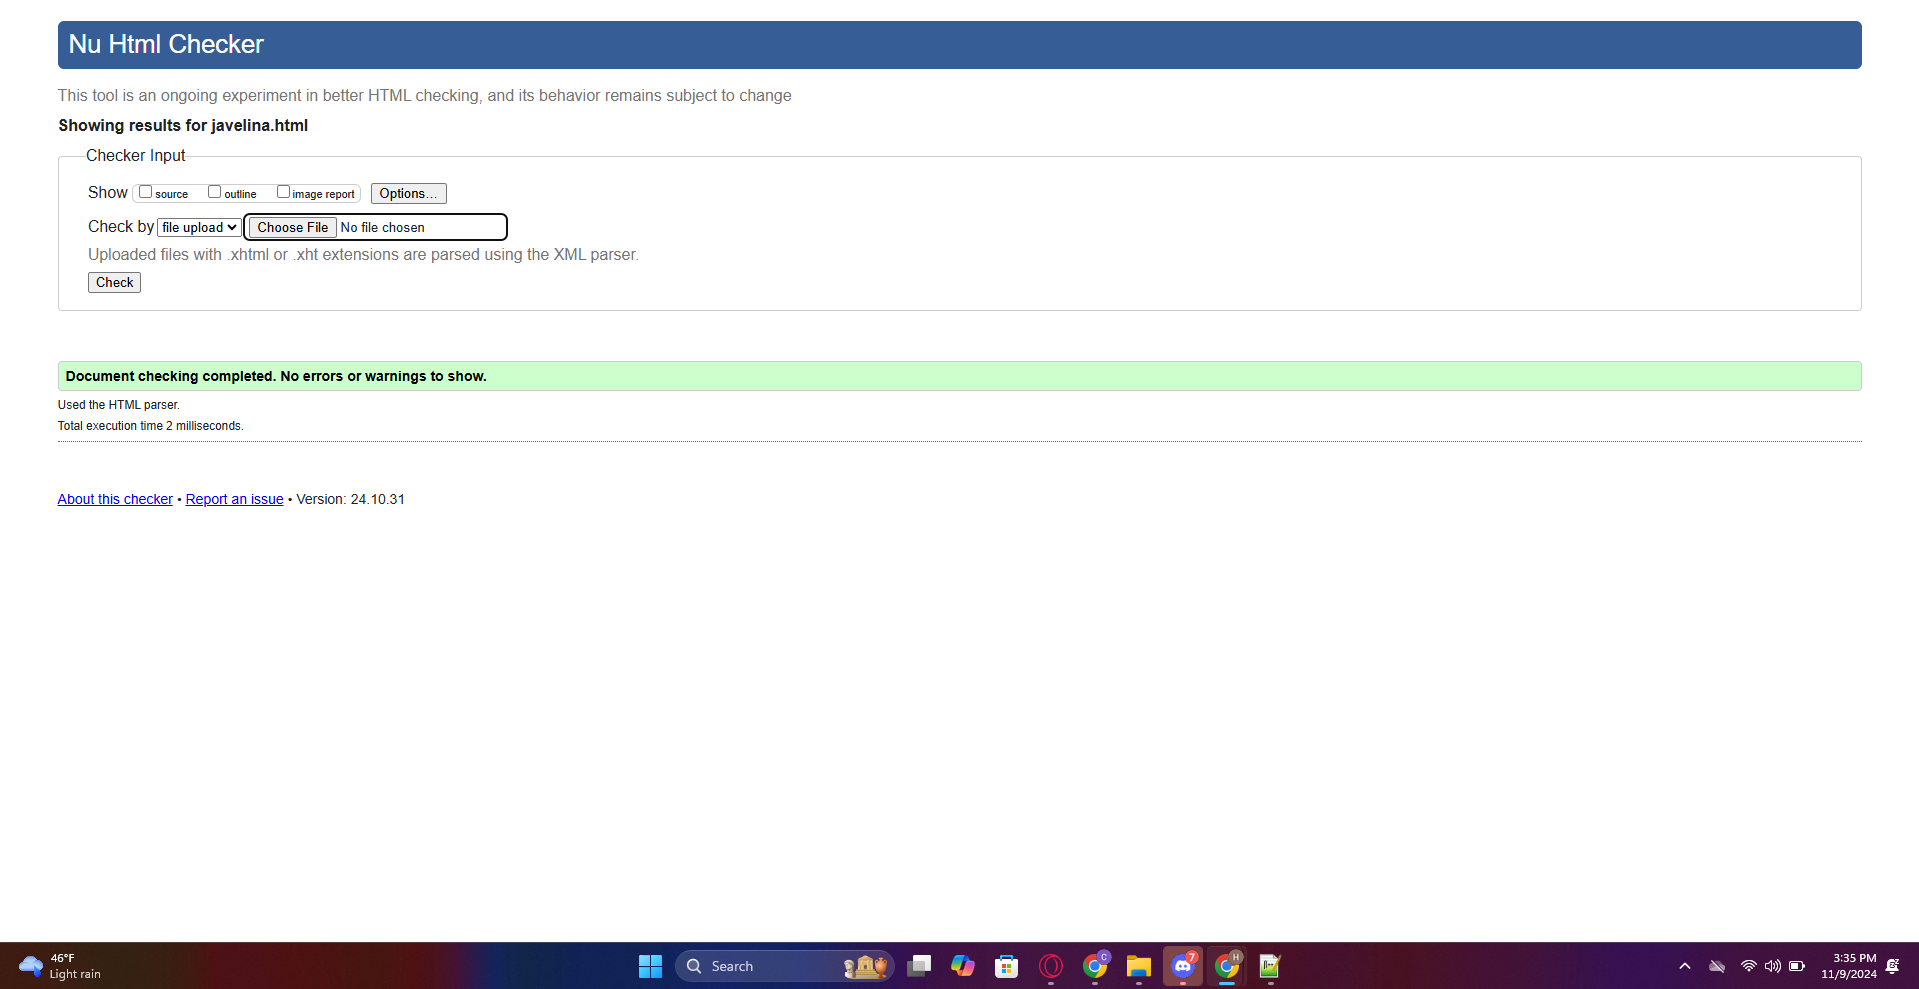 Nu Html Checker
This tool is an ongoing experiment in better HTML checking, and its behavior remains subject to change
Showing results for javelina.html
Checker Input
Show source outline image report Options...
Check by file upload Choose File No file chosen
Uploaded files with .xhtml or .xht extensions are parsed using the XML parser.
Check
Document checking completed. No errors or warnings to show.
Used the HTML parser.
Total execution time 2 milliseconds.
About this checker • Report an issue • Version: 24.10.31
46°F
Light rain
Search
C
7
H
3:35 PM
11/9/2024